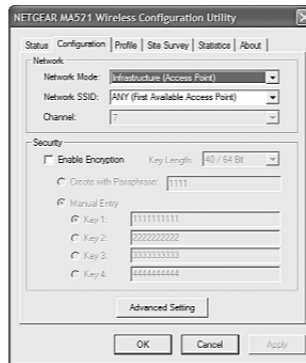 NETGEAR MA521 Wireless Configuration Utility
Status Configuration Profile Site Survey Statistics About
Network
Network Mode: Infrastructure (Access Point)
Network SSID: ANY (First Available Access Point)
Channel: 7
Security
Enable Encryption Key Length: 40 / 64 Bit
Create with Passphrase: 1111
Manual Entry
Key 1: 1111111111
Key 2: 2222222222
Key 3: 3333333333
Key 4: 4444444444
Advanced Setting
OK Cancel Apply